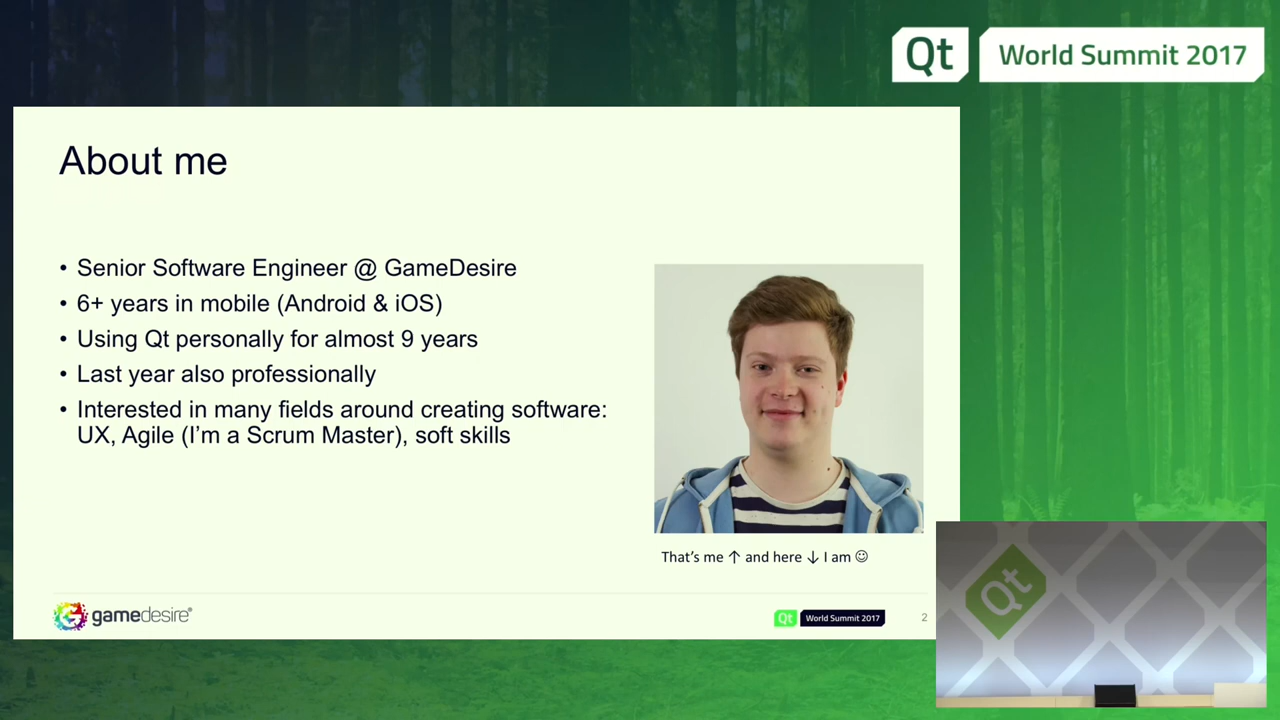 Qt World Summit 2017
About me
• Senior Software Engineer @ GameDesire
• 6+ years in mobile (Android & iOS)
• Using Qt personally for almost 9 years
• Last year also professionally
• Interested in many fields around creating software:
UX, Agile (I'm a Scrum Master), soft skills
That's me ↑ and here ↓ I am ☺
gamedesire®
Qt World Summit 2017
2
Qt